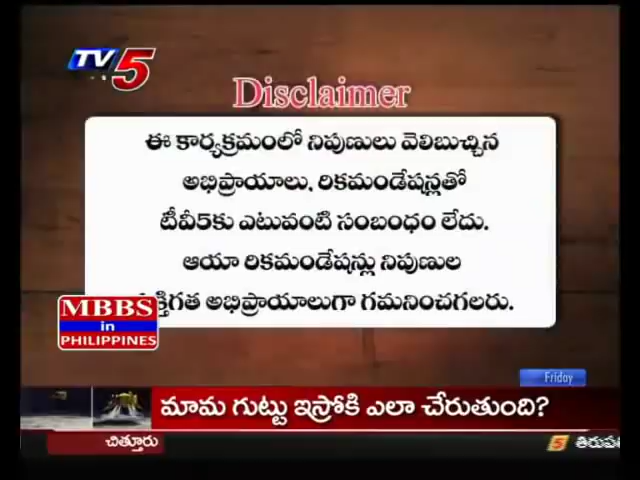 TV5
Disclaimer
ఈ కార్యక్రమంలో నిపుణులు వెలిబుచ్చిన
అభిప్రాయాలు, రికమండేషన్లతో
టీవీ5కు ఎటువంటి సంబంధం లేదు.
ఆయా రికమండేషన్లు నిపుణుల
అభిప్రాయాలుగా గమనించగలరు.
MBBS
in
PHILIPPINES
Friday
మామ గుట్టు ఇస్రోకి ఎలా చేరుతుంది?
చిత్తూరు
5